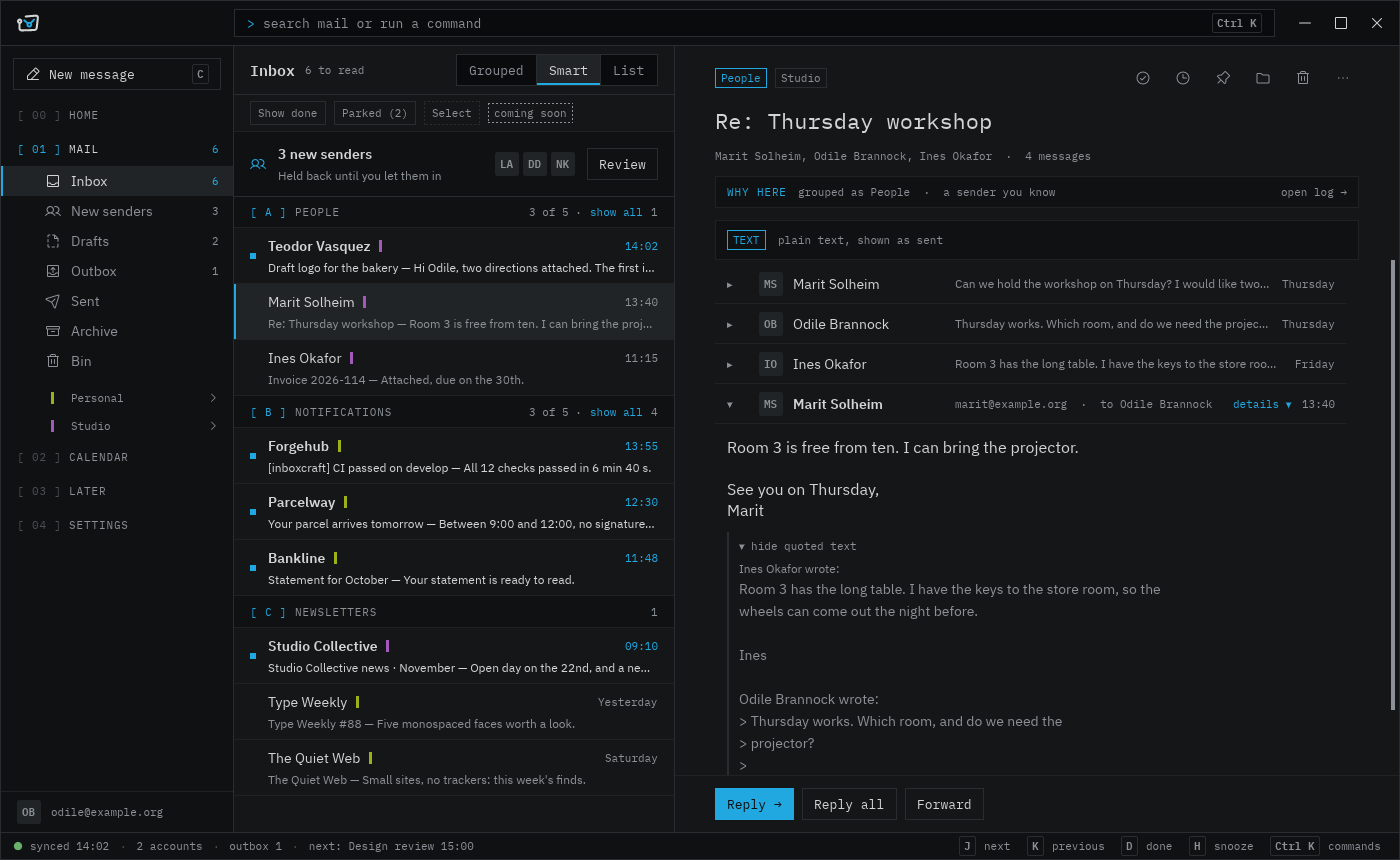 > search mail or run a command Ctrl K
New message C
[ 00 ] HOME
[ 01 ] MAIL 6
Inbox 6
New senders 3
Drafts 2
Outbox 1
Sent
Archive
Bin
Personal
Studio
[ 02 ] CALENDAR
[ 03 ] LATER
[ 04 ] SETTINGS
OB odile@example.org
Inbox 6 to read Grouped Smart List
Show done Parked (2) Select coming soon
3 new senders
Held back until you let them in
LA DD NK Review
[ A ] PEOPLE 3 of 5 · show all 1
Teodor Vasquez 14:02
Draft logo for the bakery — Hi Odile, two directions attached. The first i…
Marit Solheim 13:40
Re: Thursday workshop — Room 3 is free from ten. I can bring the proj…
Ines Okafor 11:15
Invoice 2026-114 — Attached, due on the 30th.
[ B ] NOTIFICATIONS 3 of 5 · show all 4
Forgehub 13:55
[inboxcraft] CI passed on develop — All 12 checks passed in 6 min 40 s.
Parcelway 12:30
Your parcel arrives tomorrow — Between 9:00 and 12:00, no signature…
Bankline 11:48
Statement for October — Your statement is ready to read.
[ C ] NEWSLETTERS 1
Studio Collective 09:10
Studio Collective news · November — Open day on the 22nd, and a ne…
Type Weekly Yesterday
Type Weekly #88 — Five monospaced faces worth a look.
The Quiet Web Saturday
The Quiet Web — Small sites, no trackers: this week's finds.
People Studio
Re: Thursday workshop
Marit Solheim, Odile Brannock, Ines Okafor · 4 messages
WHY HERE grouped as People · a sender you know open log →
TEXT plain text, shown as sent
▸ MS Marit Solheim Can we hold the workshop on Thursday? I would like two… Thursday
▸ OB Odile Brannock Thursday works. Which room, and do we need the projec… Thursday
▸ IO Ines Okafor Room 3 has the long table. I have the keys to the store roo… Friday
▾ MS Marit Solheim marit@example.org · to Odile Brannock details ▾ 13:40
Room 3 is free from ten. I can bring the projector.
See you on Thursday,
Marit
▾ hide quoted text
Ines Okafor wrote:
Room 3 has the long table. I have the keys to the store room, so the
wheels can come out the night before.
Ines
Odile Brannock wrote:
> Thursday works. Which room, and do we need the
> projector?
>
Reply → Reply all Forward
synced 14:02 · 2 accounts · outbox 1 · next: Design review 15:00
J next K previous D done H snooze Ctrl K commands